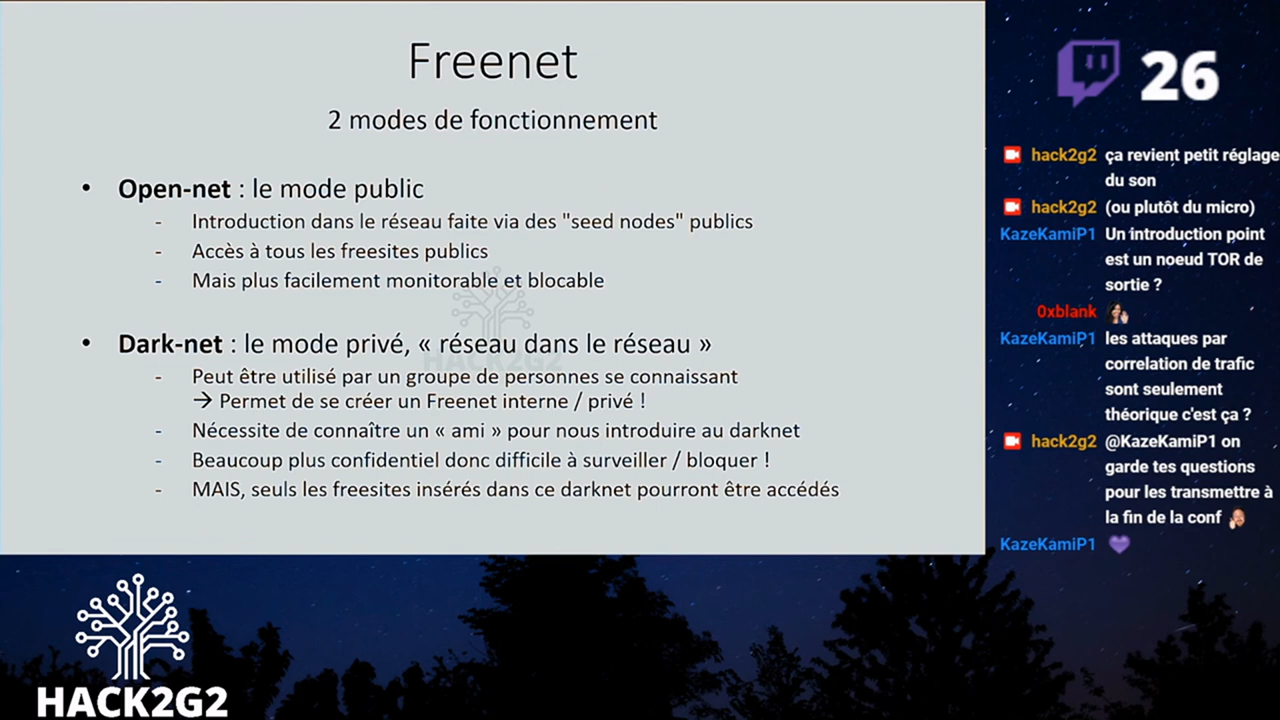 Freenet
2 modes de fonctionnement
• Open-net : le mode public
- Introduction dans le réseau faite via des "seed nodes" publics
- Accès à tous les freesites publics
- Mais plus facilement monitorable et blocable
• Dark-net : le mode privé, « réseau dans le réseau »
- Peut être utilisé par un groupe de personnes se connaissant
→ Permet de se créer un Freenet interne / privé !
- Nécessite de connaître un « ami » pour nous introduire au darknet
- Beaucoup plus confidentiel donc difficile à surveiller / bloquer !
- MAIS, seuls les freesites insérés dans ce darknet pourront être accédés
HACK2G2
26
hack2g2 ça revient petit réglage
du son
hack2g2 (ou plutôt du micro)
KazeKamiP1 Un introduction point
est un noeud TOR de
sortie ?
0xblank
KazeKamiP1 les attaques par
correlation de trafic
sont seulement
théorique c'est ça ?
hack2g2 @KazeKamiP1 on
garde tes questions
pour les transmettre à
la fin de la conf
KazeKamiP1
HACK2G2